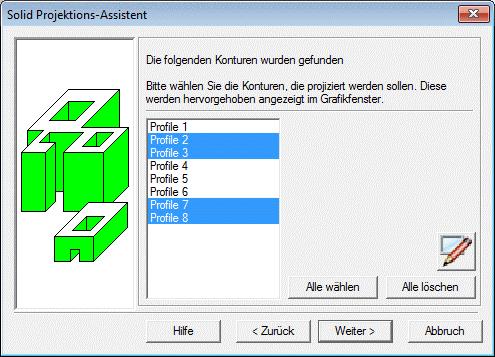 Solid Projektions-Assistent
Die folgenden Konturen wurden gefunden
Bitte wählen Sie die Konturen, die projiziert werden sollen. Diese
werden hervorgehoben angezeigt im Grafikfenster.
Profile 1
Profile 2
Profile 3
Profile 4
Profile 5
Profile 6
Profile 7
Profile 8
Alle wählen
Alle löschen
Hilfe
< Zurück
Weiter >
Abbruch